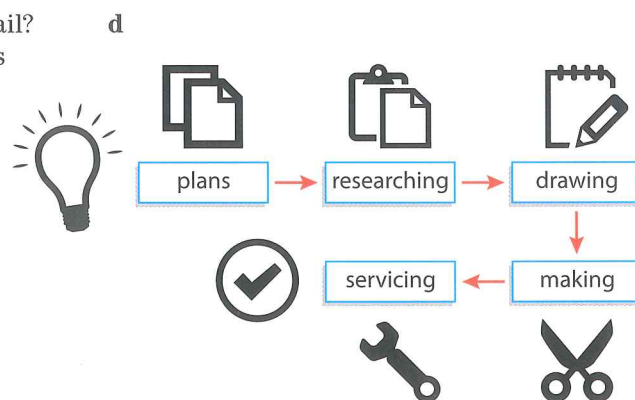 ail?
s
d
plans
researching
drawing
servicing
making